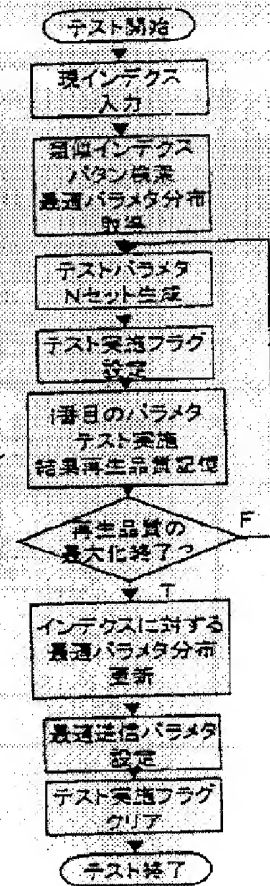 テスト開始
現インデクス
入力
類似インデクス
パタン検索
最適パラメタ分布
取得
テストパラメタ
Nセット生成
テスト実施フラグ
設定
i番目のパラメタ
テスト実施
結果再生品質記憶
再生品質の
最大化終了?
F
T
インデクスに対する
最適パラメタ分布
更新
最適送信パラメタ
設定
テスト実施フラグ
クリア
テスト終了